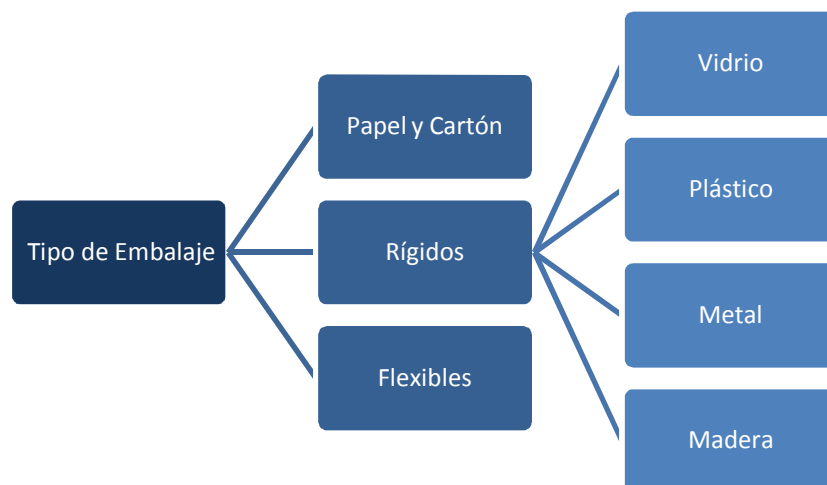 Tipo de Embalaje
Papel y Cartón
Rígidos
Flexibles
Vidrio
Plástico
Metal
Madera